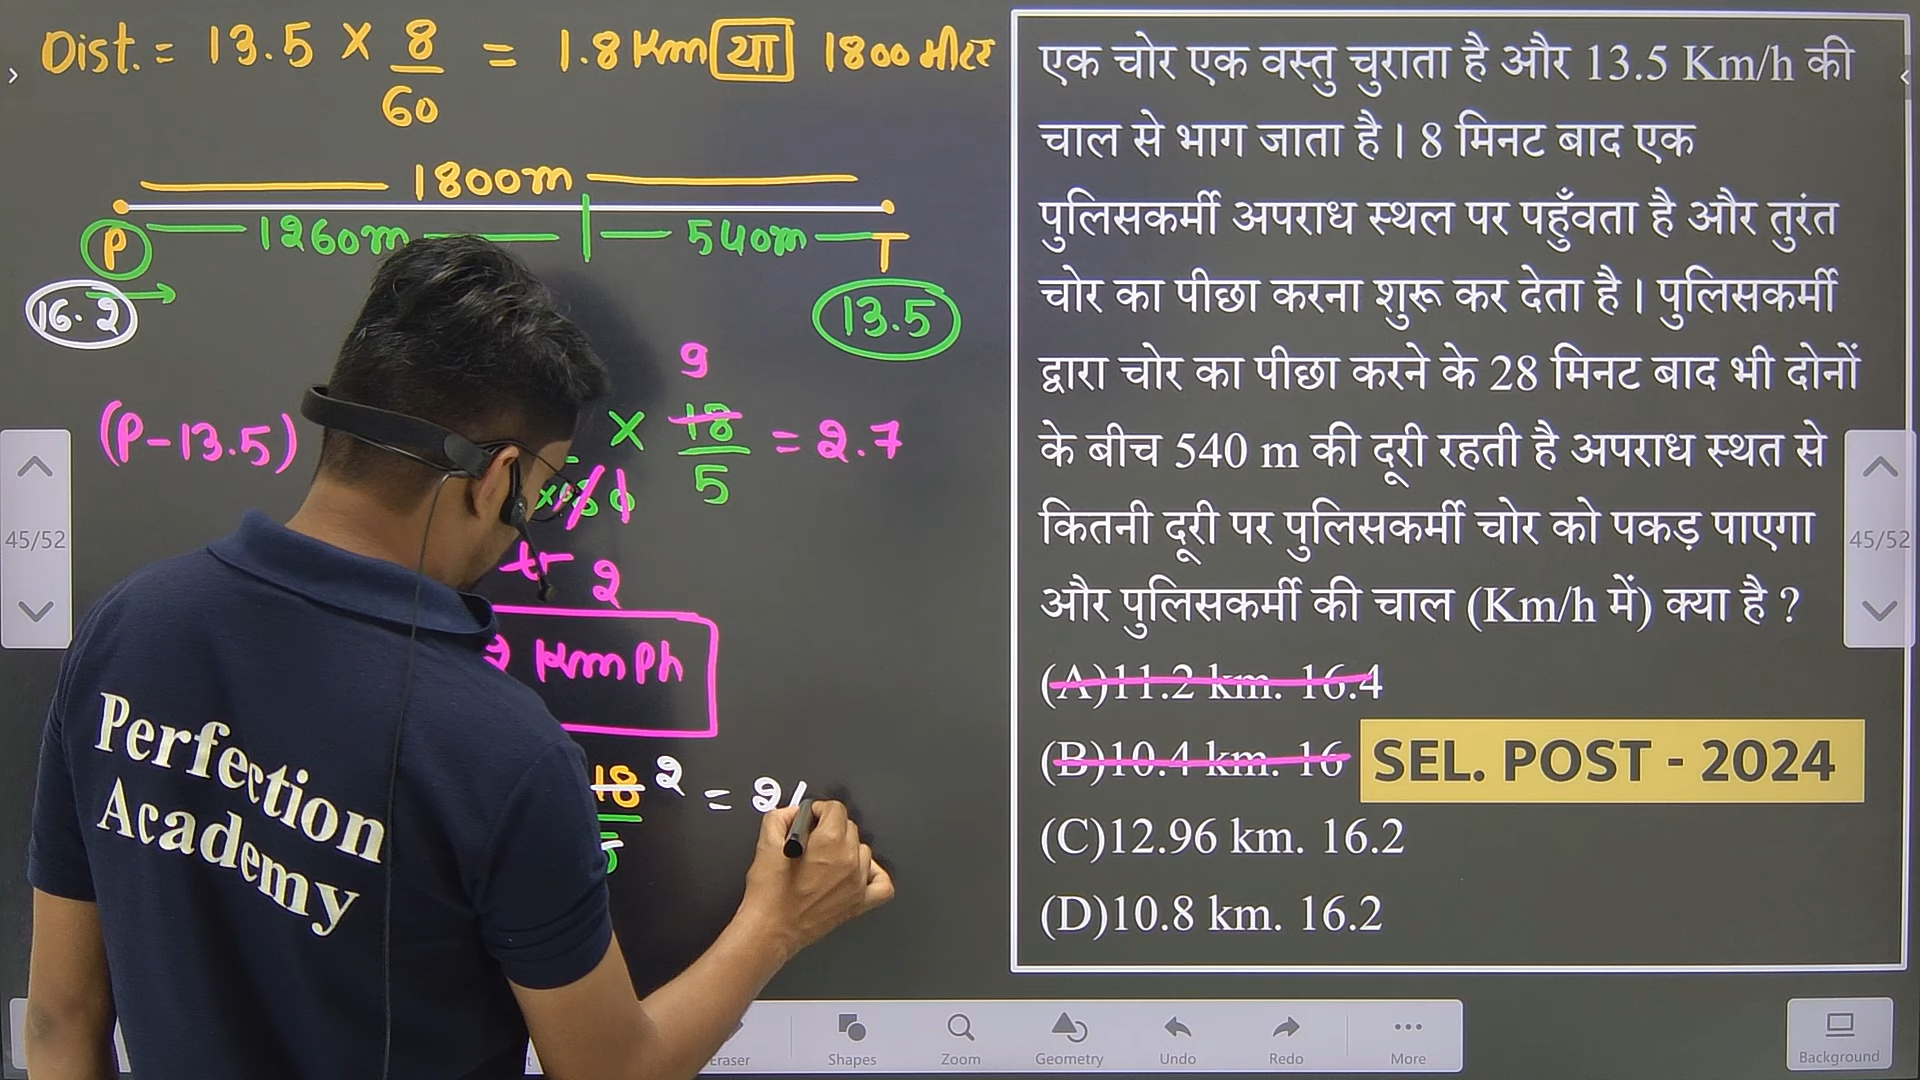 Dist. = 13.5 × 8/60 = 1.8 Km या 1800 मीटर
1800m
1260m 540m
P T
16.2 13.5
9
(P-13.5) × 18/5 = 2.7
2
Km Ph
18 2 =
5
Perfection
Academy
एक चोर एक वस्तु चुराता है और 13.5 Km/h की
चाल से भाग जाता है। 8 मिनट बाद एक
पुलिसकर्मी अपराध स्थल पर पहुँवता है और तुरंत
चोर का पीछा करना शुरू कर देता है। पुलिसकर्मी
द्वारा चोर का पीछा करने के 28 मिनट बाद भी दोनों
के बीच 540 m की दूरी रहती है अपराध स्थत से
कितनी दूरी पर पुलिसकर्मी चोर को पकड़ पाएगा
और पुलिसकर्मी की चाल (Km/h में) क्या है ?
(A)11.2 km. 16.4
(B)10.4 km. 16
SEL. POST - 2024
(C)12.96 km. 16.2
(D)10.8 km. 16.2
45/52
45/52
Eraser Shapes Zoom Geometry Undo Redo More Background